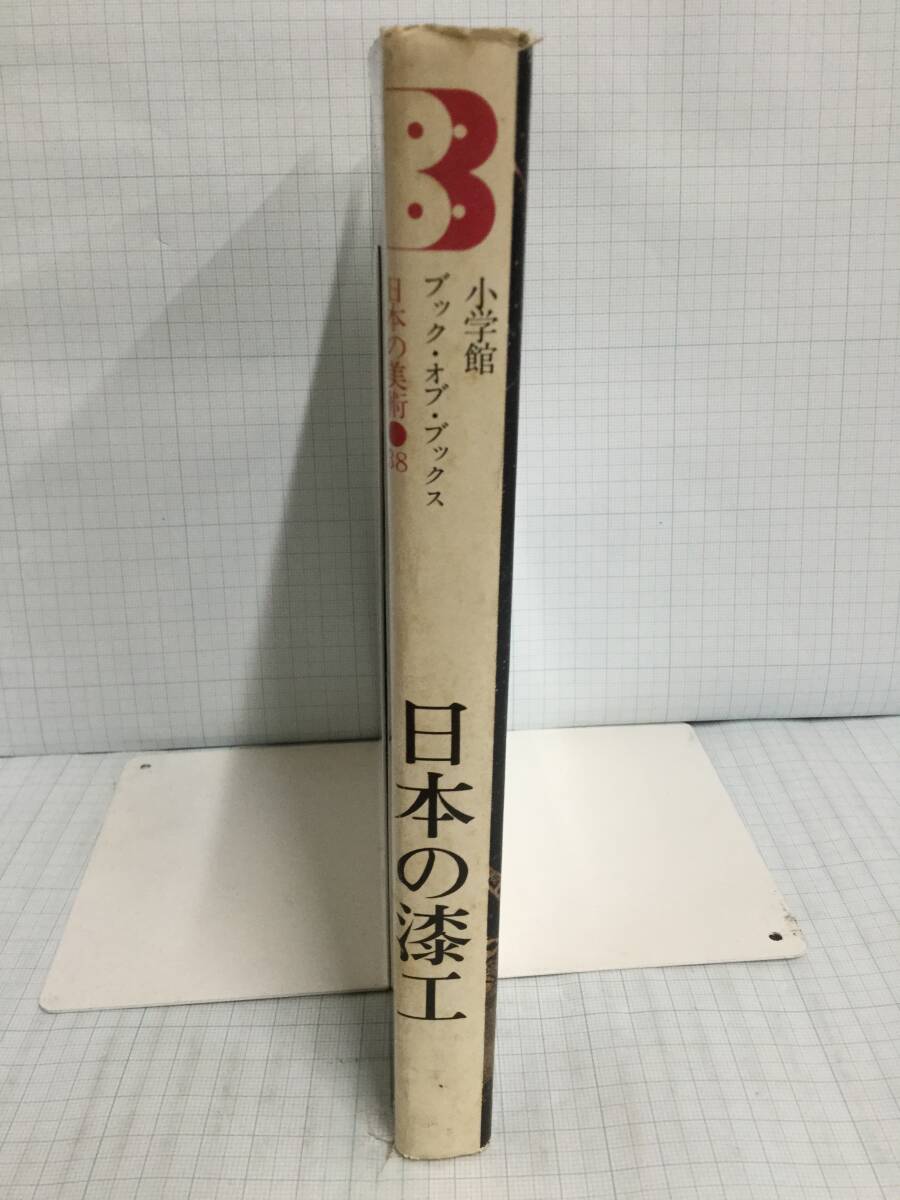 小学館
ブック・オブ・ブックス
日本の美術●38
日本の漆工